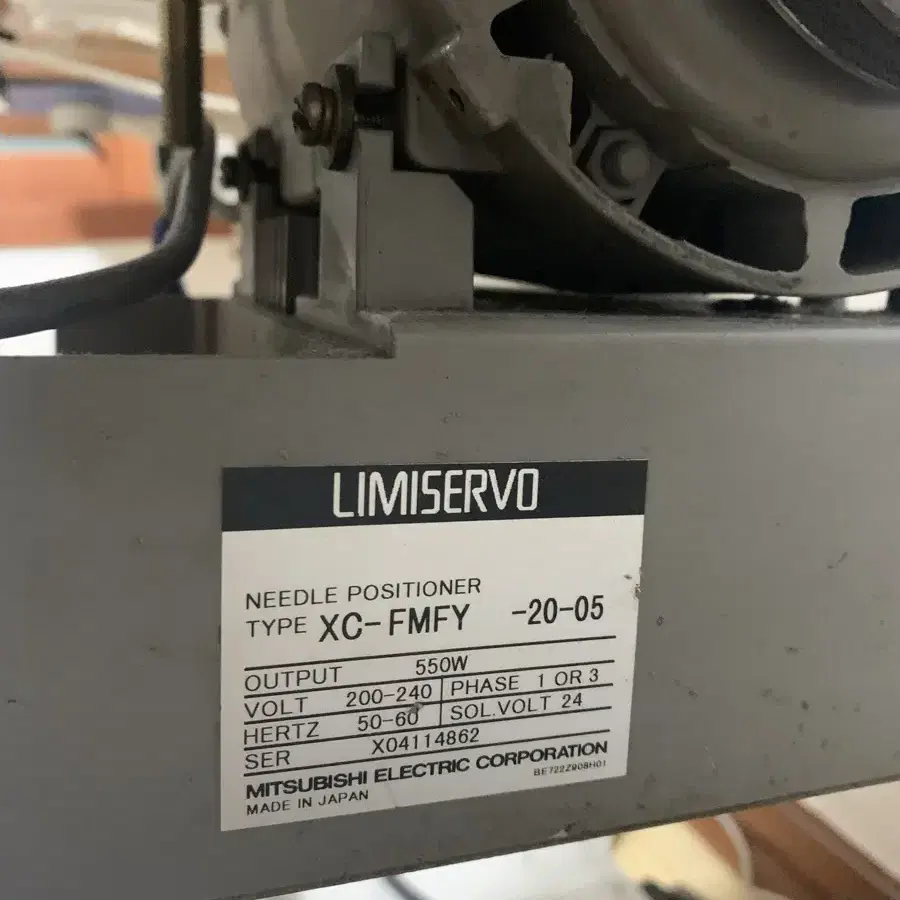 LIMISERVO
NEEDLE POSITIONER
TYPE XC-FMFY -20-05
OUTPUT 550W
VOLT 200-240 PHASE 1 OR 3
HERTZ 50-60 SOL.VOLT 24
SER X04114862
MITSUBISHI ELECTRIC CORPORATION
MADE IN JAPAN BE722Z908H01